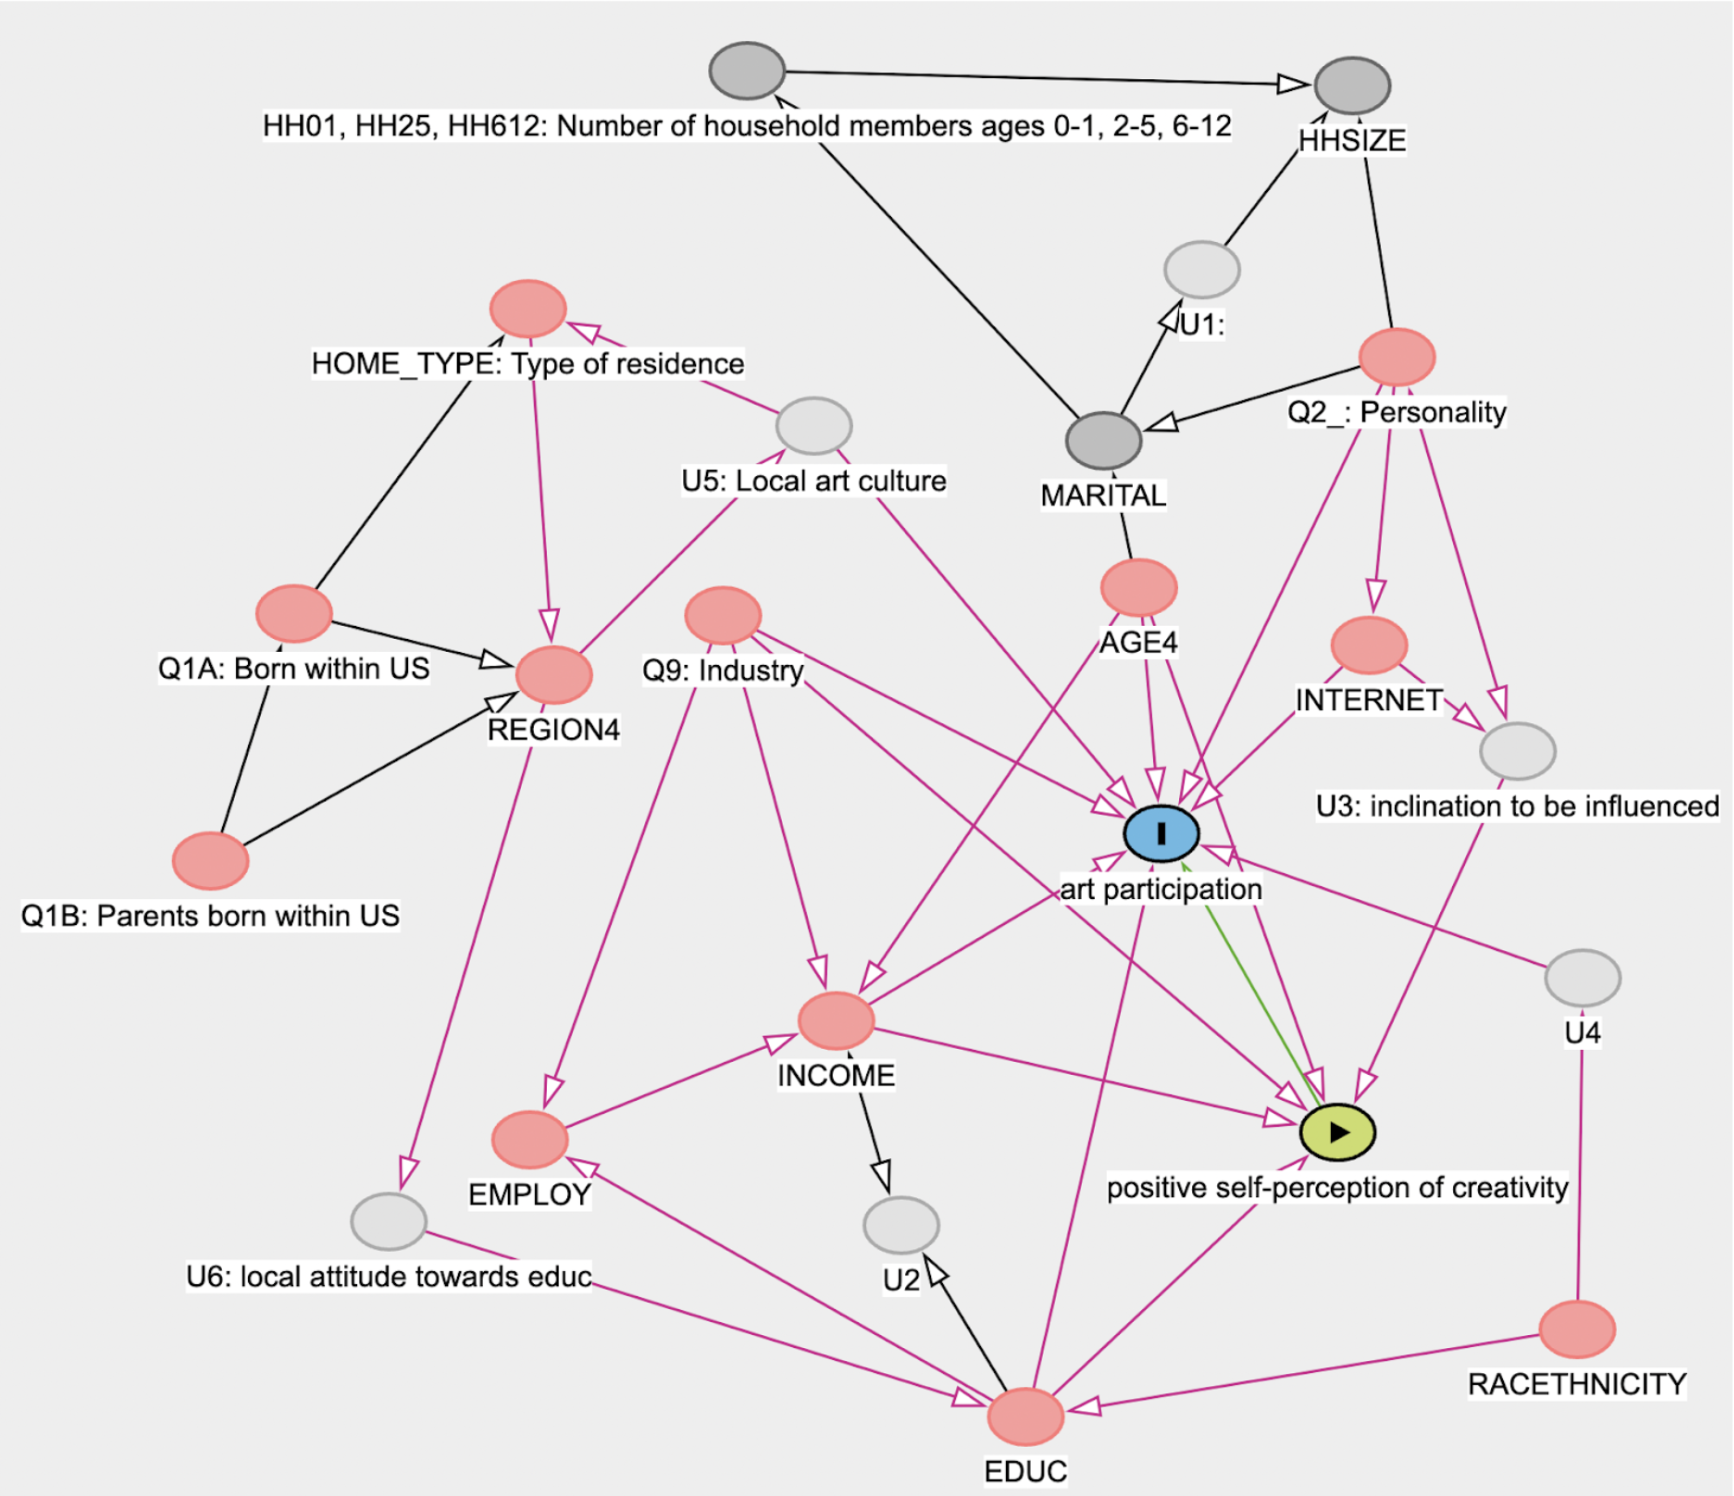 HH01, HH25, HH612: Number of household members ages 0-1, 2-5, 6-12
HHSIZE
U1:
HOME_TYPE: Type of residence
Q2_: Personality
U5: Local art culture
MARITAL
AGE4
Q1A: Born within US
Q9: Industry
INTERNET
REGION4
U3: inclination to be influenced
I
art participation
Q1B: Parents born within US
U4
INCOME
positive self-perception of creativity
EMPLOY
U6: local attitude towards educ
U2
RACETHNICITY
EDUC